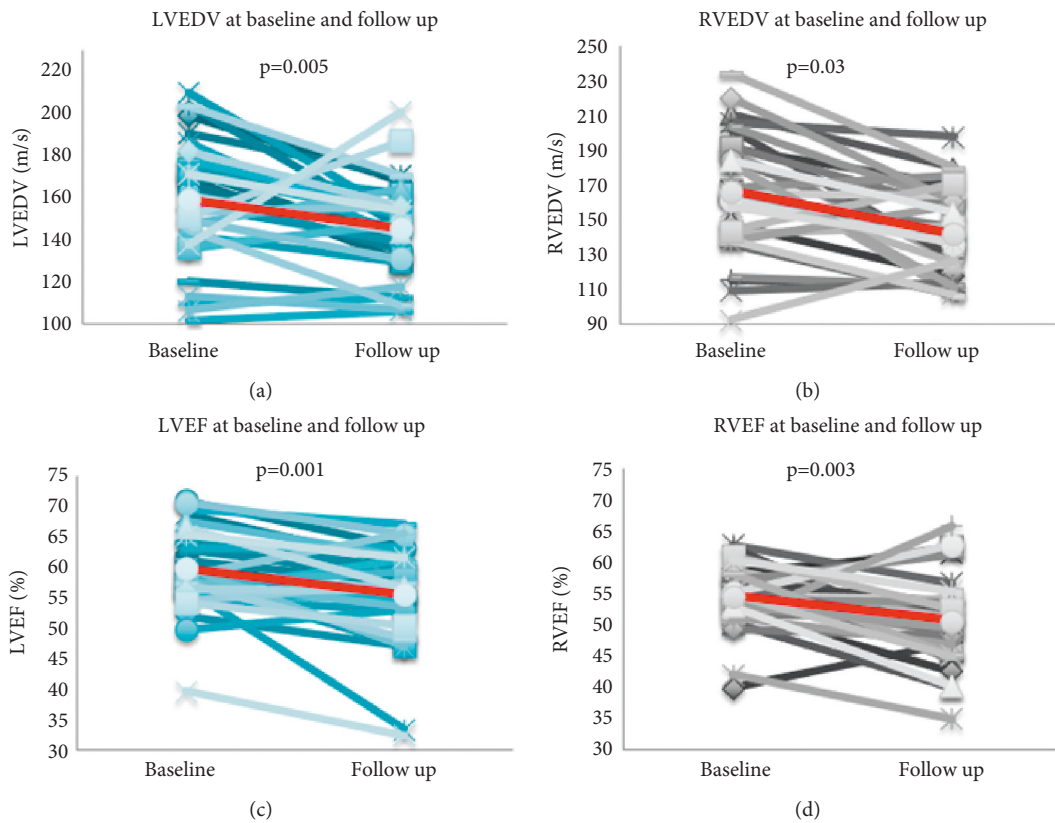 LVEDV at baseline and follow up
p=0.005
LVEDV (m/s)
220
200
180
160
140
120
100
Baseline
Follow up
(a)
RVEDV at baseline and follow up
p=0.03
RVEDV (m/s)
250
230
210
190
170
150
130
110
90
Baseline
Follow up
(b)
LVEF at baseline and follow up
p=0.001
LVEF (%)
75
70
65
60
55
50
45
40
35
30
Baseline
Follow up
(c)
RVEF at baseline and follow up
p=0.003
RVEF (%)
75
70
65
60
55
50
45
40
35
30
Baseline
Follow up
(d)